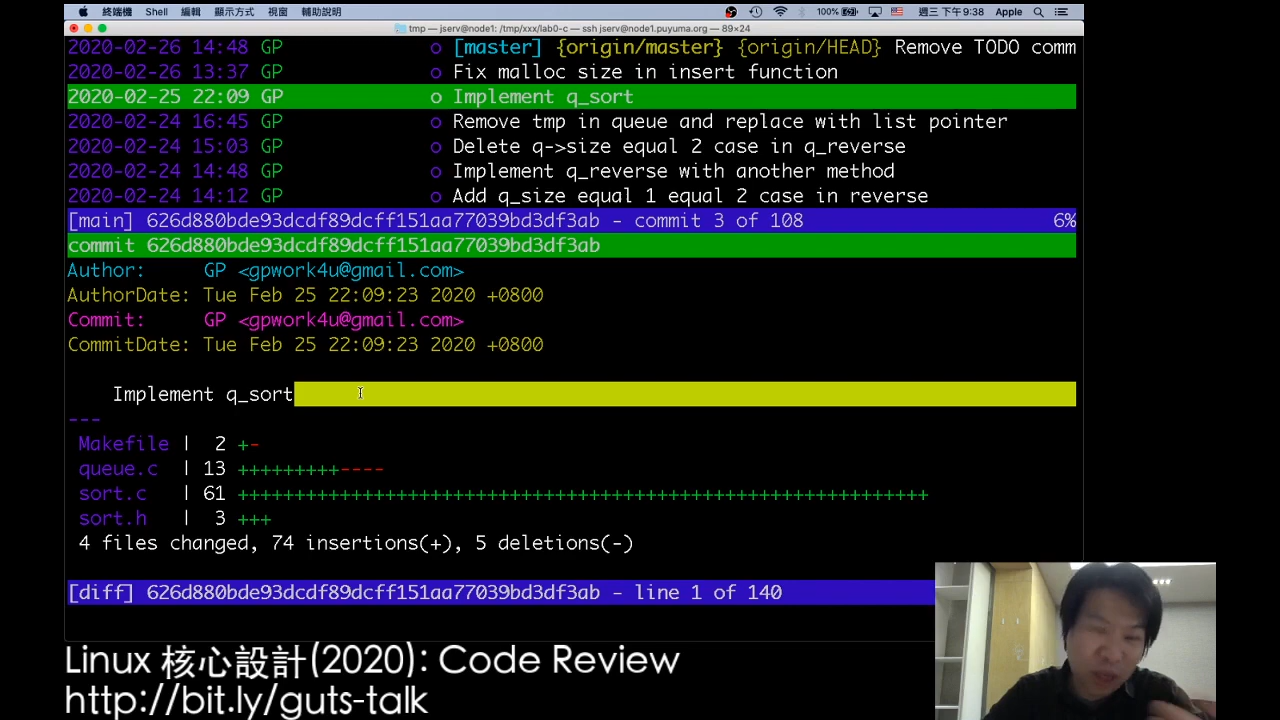 終端機 Shell 編輯 顯示方式 視窗 輔助說明 100% 週三下午9:38 Apple
tmp — jserv@node1: /tmp/xxx/lab0-c — ssh jserv@node1.puyuma.org — 89×24
2020-02-26 14:48 GP o [master] {origin/master} {origin/HEAD} Remove TODO comm
2020-02-26 13:37 GP o Fix malloc size in insert function
2020-02-25 22:09 GP o Implement q_sort
2020-02-24 16:45 GP o Remove tmp in queue and replace with list pointer
2020-02-24 15:03 GP o Delete q->size equal 2 case in q_reverse
2020-02-24 14:48 GP o Implement q_reverse with another method
2020-02-24 14:12 GP o Add q_size equal 1 equal 2 case in reverse
[main] 626d880bde93dcdf89dcff151aa77039bd3df3ab - commit 3 of 108 6%
commit 626d880bde93dcdf89dcff151aa77039bd3df3ab
Author: GP <gpwork4u@gmail.com>
AuthorDate: Tue Feb 25 22:09:23 2020 +0800
Commit: GP <gpwork4u@gmail.com>
CommitDate: Tue Feb 25 22:09:23 2020 +0800
Implement q_sort
---
Makefile | 2 +-
queue.c | 13 +++++++++----
sort.c | 61 +++++++++++++++++++++++++++++++++++++++++++++++++++++++++++++
sort.h | 3 +++
4 files changed, 74 insertions(+), 5 deletions(-)
[diff] 626d880bde93dcdf89dcff151aa77039bd3df3ab - line 1 of 140
Linux 核心設計(2020): Code Review
http://bit.ly/guts-talk